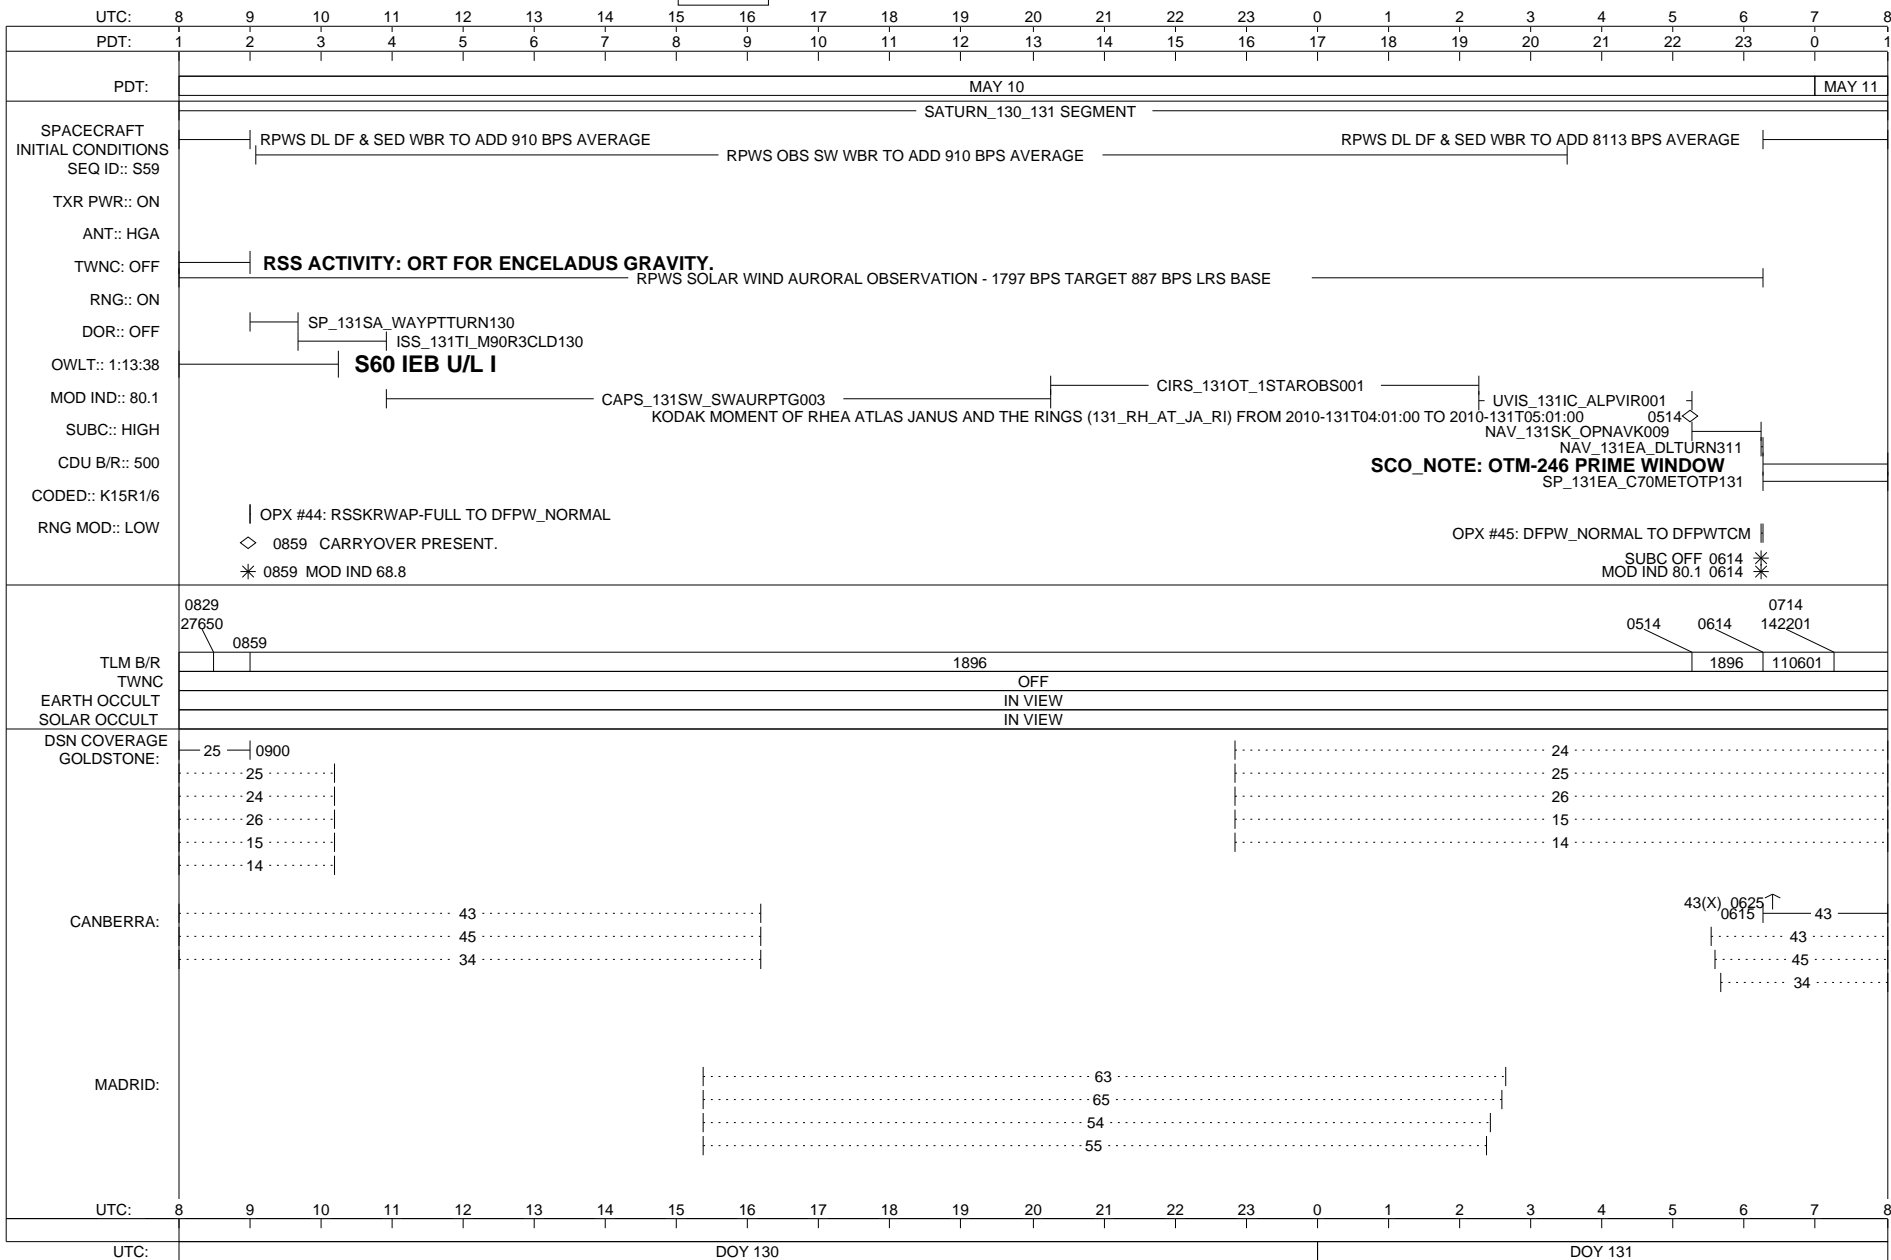 UTC: 8 9 10 11 12 13 14 15 16 17 18 19 20 21 22 23 0 1 2 3 4 5 6 7 8
PDT: 1 2 3 4 5 6 7 8 9 10 11 12 13 14 15 16 17 18 19 20 21 22 23 0 1
PDT: MAY 10 MAY 11
SATURN_130_131 SEGMENT
SPACECRAFT
INITIAL CONDITIONS
RPWS DL DF & SED WBR TO ADD 910 BPS AVERAGE
RPWS DL DF & SED WBR TO ADD 8113 BPS AVERAGE
RPWS OBS SW WBR TO ADD 910 BPS AVERAGE
SEQ ID:: S59
TXR PWR:: ON
ANT:: HGA
TWNC: OFF
RSS ACTIVITY: ORT FOR ENCELADUS GRAVITY.
RPWS SOLAR WIND AURORAL OBSERVATION - 1797 BPS TARGET 887 BPS LRS BASE
RNG:: ON
SP_131SA_WAYPTTURN130
DOR:: OFF
ISS_131TI_M90R3CLD130
OWLT:: 1:13:38
S60 IEB U/L I
CIRS_131OT_1STAROBS001
MOD IND:: 80.1
CAPS_131SW_SWAURPTG003
UVIS_131IC_ALPVIR001
KODAK MOMENT OF RHEA ATLAS JANUS AND THE RINGS (131_RH_AT_JA_RI) FROM 2010-131T04:01:00 TO 2010-131T05:01:00 0514
SUBC:: HIGH
NAV_131SK_OPNAVK009
NAV_131EA_DLTURN311
CDU B/R:: 500
SCO_NOTE: OTM-246 PRIME WINDOW
SP_131EA_C70METOTP131
CODED:: K15R1/6
OPX #44: RSSKRWAP-FULL TO DFPW_NORMAL
RNG MOD:: LOW
OPX #45: DFPW_NORMAL TO DFPWTCM
0859 CARRYOVER PRESENT.
SUBC OFF 0614
0859 MOD IND 68.8
MOD IND 80.1 0614
0829 0714
27650 0514 0614 142201
0859
TLM B/R 1896 1896 110601
TWNC OFF
EARTH OCCULT IN VIEW
SOLAR OCCULT IN VIEW
DSN COVERAGE
GOLDSTONE:
25 0900 24
25 25
24 26
26 15
15 14
14
43(X) 0625
CANBERRA: 43 0615 43
45 43
34 45
34
MADRID: 63
65
54
55
UTC: 8 9 10 11 12 13 14 15 16 17 18 19 20 21 22 23 0 1 2 3 4 5 6 7 8
UTC: DOY 130 DOY 131